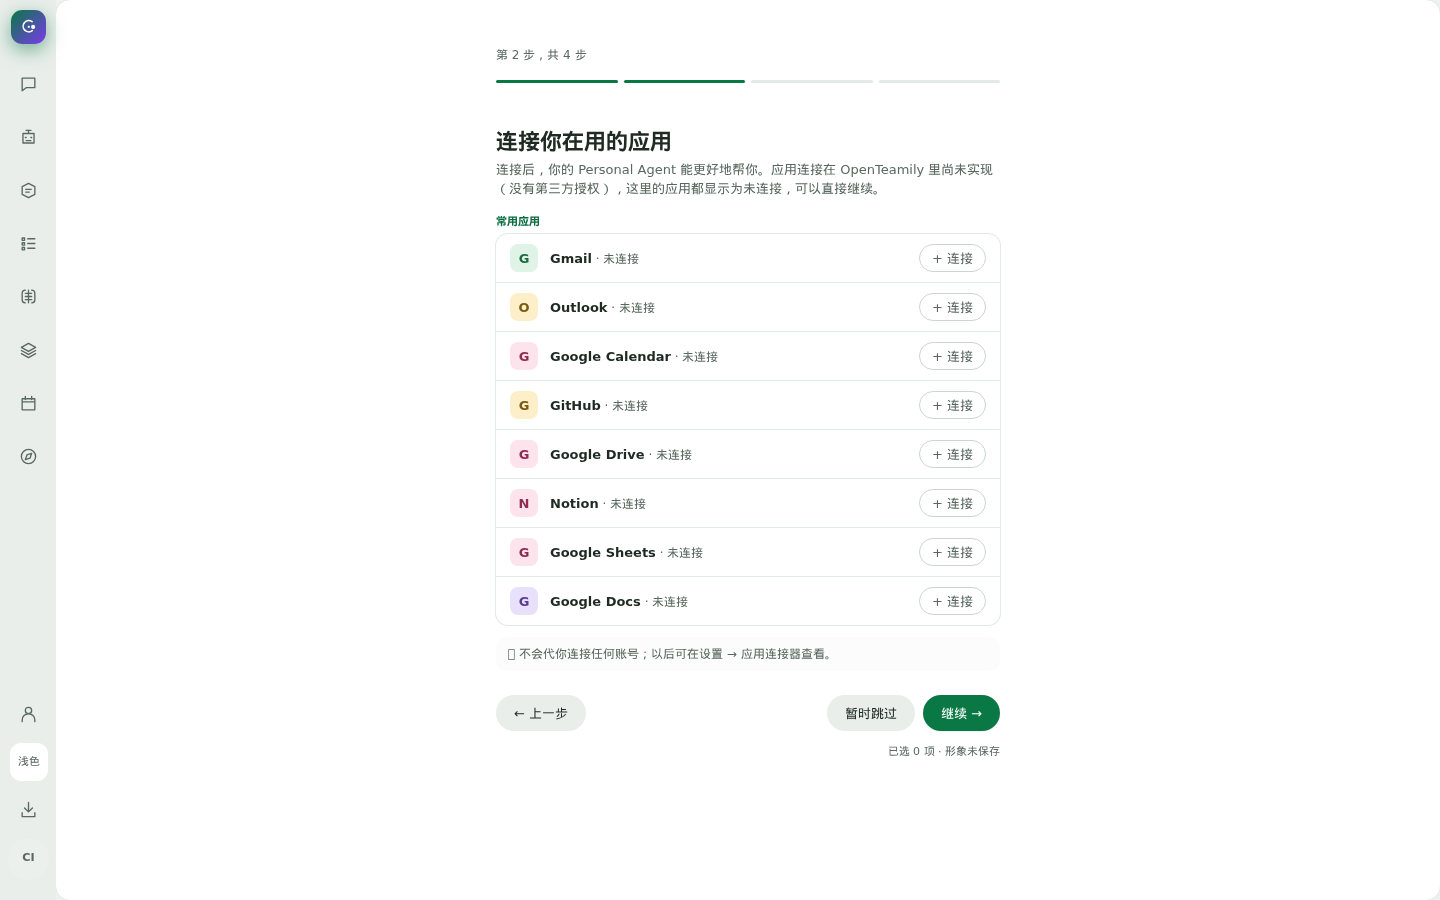 第 2 步，共 4 步
连接你在用的应用
连接后，你的 Personal Agent 能更好地帮你。应用连接在 OpenTeamily 里尚未实现
（没有第三方授权），这里的应用都显示为未连接，可以直接继续。
常用应用
G Gmail · 未连接 + 连接
O Outlook · 未连接 + 连接
G Google Calendar · 未连接 + 连接
G GitHub · 未连接 + 连接
G Google Drive · 未连接 + 连接
N Notion · 未连接 + 连接
G Google Sheets · 未连接 + 连接
G Google Docs · 未连接 + 连接
不会代你连接任何账号；以后可在设置 → 应用连接器查看。
← 上一步 暂时跳过 继续 →
已选 0 项 · 形象未保存
浅色
CI